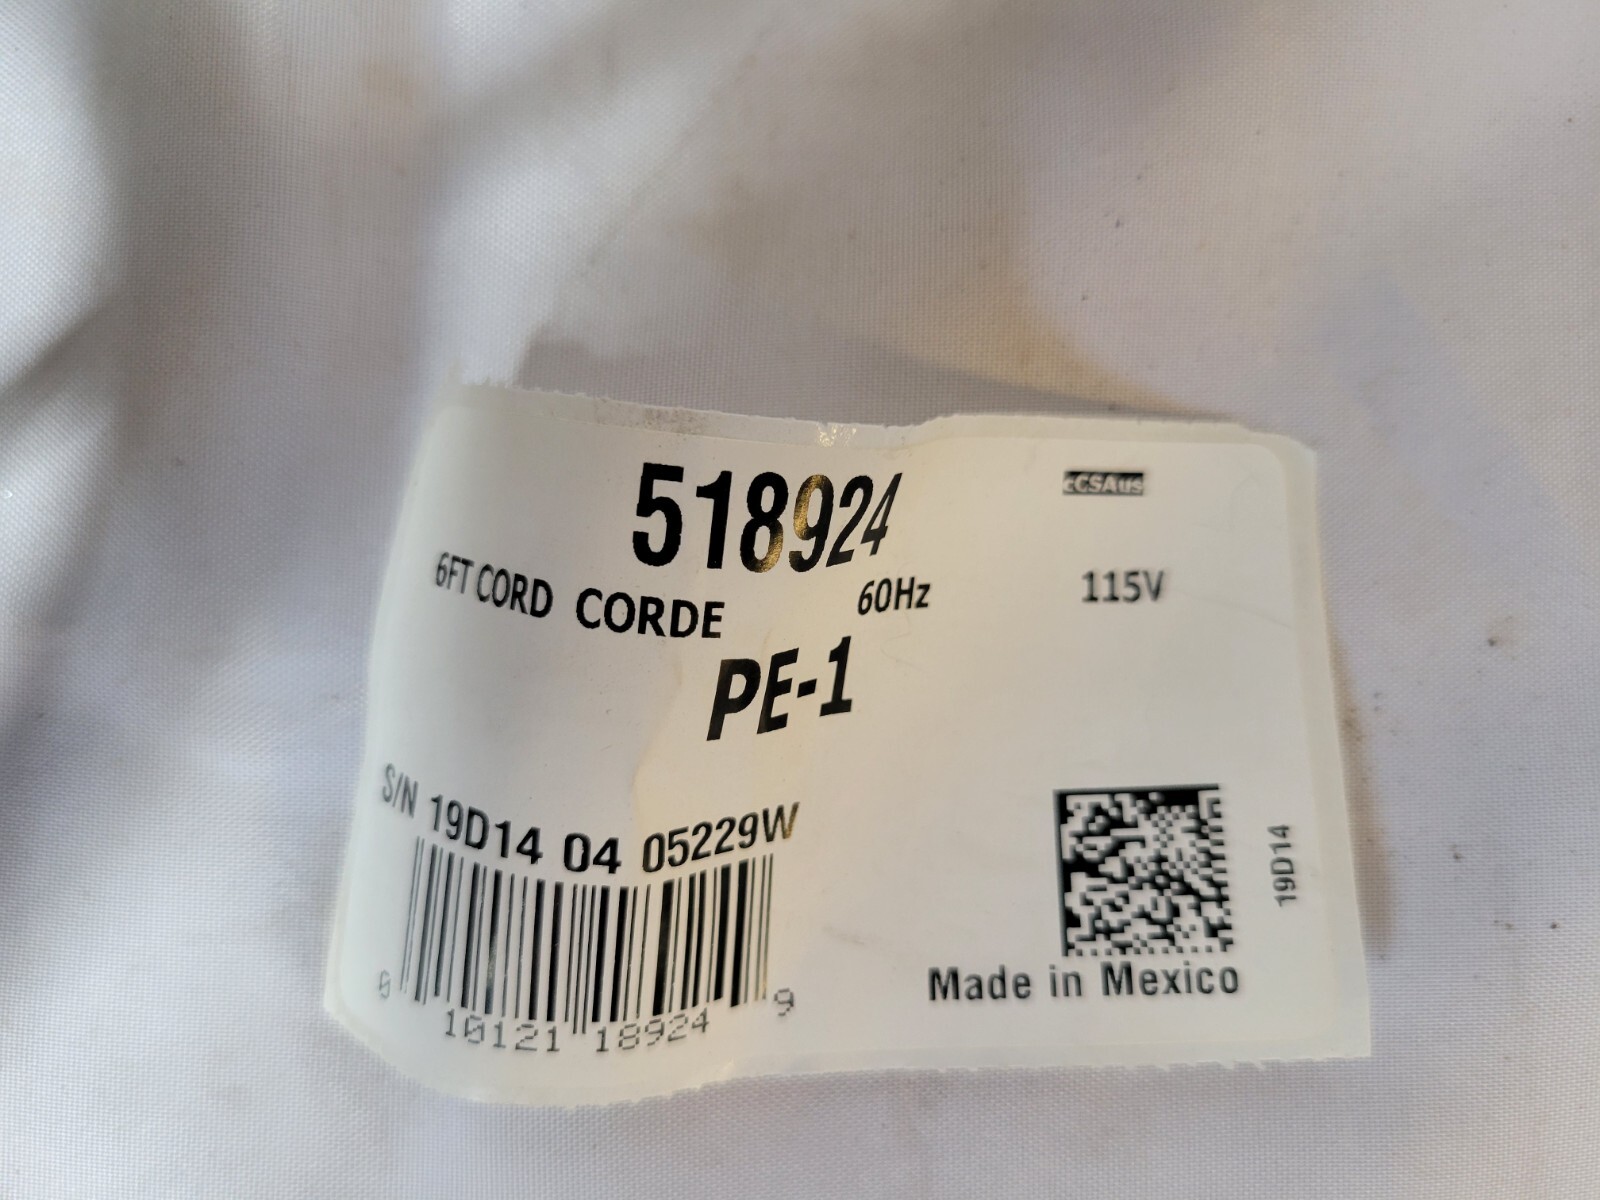 518924
cCSAus
6FT CORD CORDE 60Hz 115V
PE-1
S/N 19D14 04 05229W
0 10121 18924 9
19D14
Made in Mexico